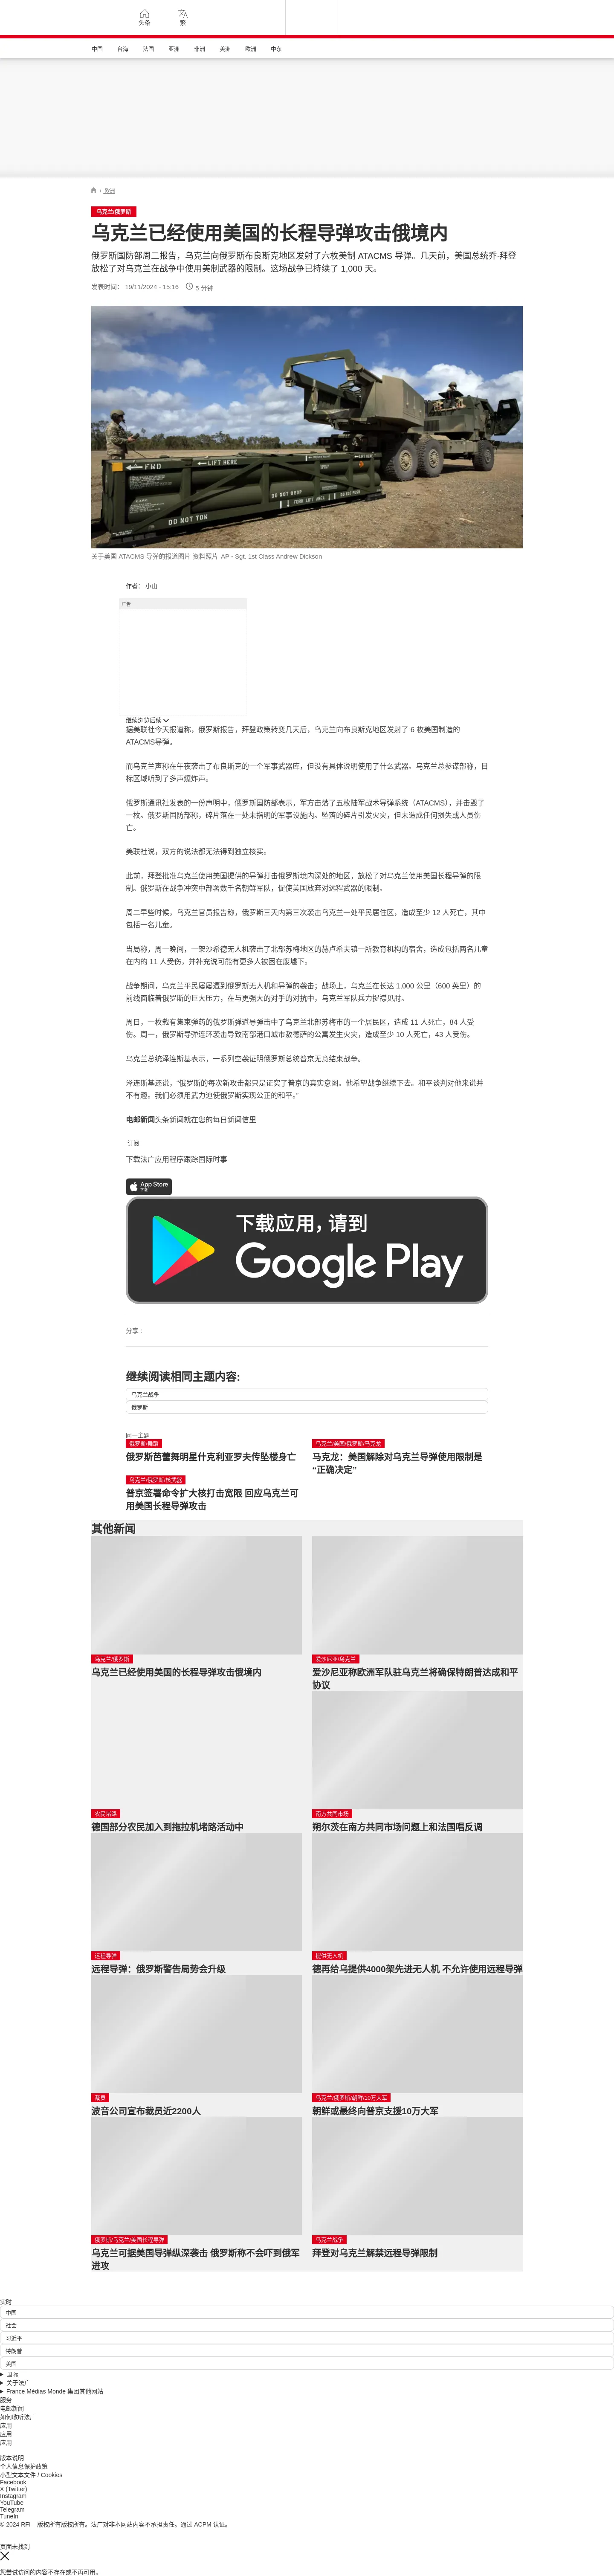 头条
繁
中国 台海 法国 亚洲 非洲 美洲 欧洲 中东
/ 欧洲
乌克兰/俄罗斯
乌克兰已经使用美国的长程导弹攻击俄境内
俄罗斯国防部周二报告，乌克兰向俄罗斯布良斯克地区发射了六枚美制 ATACMS 导弹。几天前，美国总统乔·拜登
放松了对乌克兰在战争中使用美制武器的限制。这场战争已持续了 1,000 天。
发表时间： 19/11/2024 - 15:16 5 分钟
FWD
LIFT HERE
DO NOT TOW
关于美国 ATACMS 导弹的报道图片 资料照片 AP - Sgt. 1st Class Andrew Dickson
作者： 小山
广告
继续浏览后续
据美联社今天报道称，俄罗斯报告，拜登政策转变几天后，乌克兰向布良斯克地区发射了 6 枚美国制造的
ATACMS导弹。
而乌克兰声称在午夜袭击了布良斯克的一个军事武器库，但没有具体说明使用了什么武器。乌克兰总参谋部称，目
标区域听到了多声爆炸声。
俄罗斯通讯社发表的一份声明中，俄罗斯国防部表示，军方击落了五枚陆军战术导弹系统（ATACMS），并击毁了
一枚。俄罗斯国防部称，碎片落在一处未指明的军事设施内。坠落的碎片引发火灾，但未造成任何损失或人员伤
亡。
美联社说，双方的说法都无法得到独立核实。
此前，拜登批准乌克兰使用美国提供的导弹打击俄罗斯境内深处的地区，放松了对乌克兰使用美国长程导弹的限
制。俄罗斯在战争冲突中部署数千名朝鲜军队，促使美国放弃对远程武器的限制。
周二早些时候，乌克兰官员报告称，俄罗斯三天内第三次袭击乌克兰一处平民居住区，造成至少 12 人死亡，其中
包括一名儿童。
当局称，周一晚间，一架沙希德无人机袭击了北部苏梅地区的赫卢希夫镇一所教育机构的宿舍，造成包括两名儿童
在内的 11 人受伤，并补充说可能有更多人被困在废墟下。
战争期间，乌克兰平民屡屡遭到俄罗斯无人机和导弹的袭击；战场上，乌克兰在长达 1,000 公里（600 英里）的
前线面临着俄罗斯的巨大压力，在与更强大的对手的对抗中，乌克兰军队兵力捉襟见肘。
周日，一枚载有集束弹药的俄罗斯弹道导弹击中了乌克兰北部苏梅市的一个居民区，造成 11 人死亡，84 人受
伤。周一，俄罗斯导弹连环袭击导致南部港口城市敖德萨的公寓发生火灾，造成至少 10 人死亡，43 人受伤。
乌克兰总统泽连斯基表示，一系列空袭证明俄罗斯总统普京无意结束战争。
泽连斯基还说，“俄罗斯的每次新攻击都只是证实了普京的真实意图。他希望战争继续下去。和平谈判对他来说并
不有趣。我们必须用武力迫使俄罗斯实现公正的和平。”
电邮新闻头条新闻就在您的每日新闻信里
订阅
下载法广应用程序跟踪国际时事
App Store
下载
下载应用，请到
Google Play
分享 :
继续阅读相同主题内容:
乌克兰战争
俄罗斯
同一主题
俄罗斯/舞蹈
俄罗斯芭蕾舞明星什克利亚罗夫传坠楼身亡
乌克兰/美国/俄罗斯/马克龙
马克龙：美国解除对乌克兰导弹使用限制是
“正确决定”
乌克兰/俄罗斯/核武器
普京签署命令扩大核打击宽限 回应乌克兰可
用美国长程导弹攻击
其他新闻
乌克兰/俄罗斯
乌克兰已经使用美国的长程导弹攻击俄境内
爱沙尼亚/乌克兰
爱沙尼亚称欧洲军队驻乌克兰将确保特朗普达成和平
协议
农民堵路
德国部分农民加入到拖拉机堵路活动中
南方共同市场
朔尔茨在南方共同市场问题上和法国唱反调
远程导弹
远程导弹：俄罗斯警告局势会升级
提供无人机
德再给乌提供4000架先进无人机 不允许使用远程导弹
裁员
波音公司宣布裁员近2200人
乌克兰/俄罗斯/朝鲜/10万大军
朝鲜或最终向普京支援10万大军
俄罗斯/乌克兰/美国长程导弹
乌克兰可据美国导弹纵深袭击 俄罗斯称不会吓到俄军
进攻
乌克兰战争
拜登对乌克兰解禁远程导弹限制
实时
中国
社会
习近平
特朗普
美国
国际
关于法广
France Médias Monde 集团其他网站
服务
电邮新闻
如何收听法广
应用
应用
应用
版本说明
个人信息保护政策
小型文本文件 / Cookies
Facebook
X (Twitter)
Instagram
YouTube
Telegram
TuneIn
© 2024 RFI – 版权所有版权所有。法广对非本网站内容不承担责任。通过 ACPM 认证。
页面未找到
您尝试访问的内容不存在或不再可用。